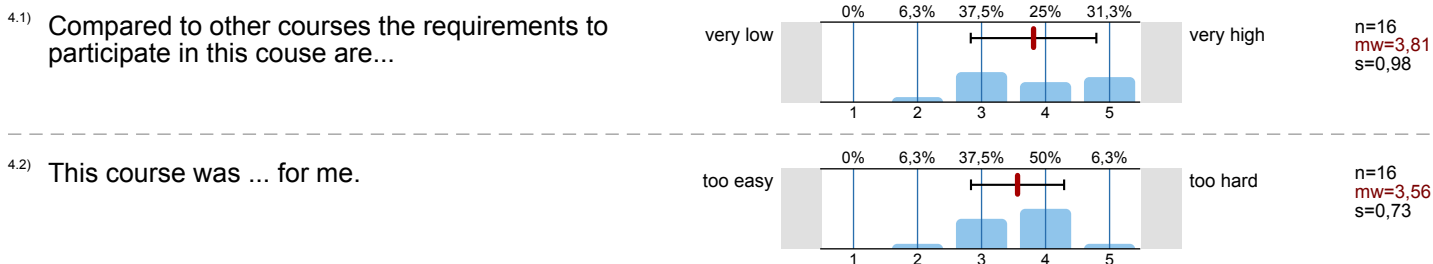 4.1) Compared to other courses the requirements to
participate in this couse are...
very low
0% 6,3% 37,5% 25% 31,3%
1 2 3 4 5
very high
n=16
mw=3,81
s=0,98
4.2) This course was ... for me.
too easy
0% 6,3% 37,5% 50% 6,3%
1 2 3 4 5
too hard
n=16
mw=3,56
s=0,73